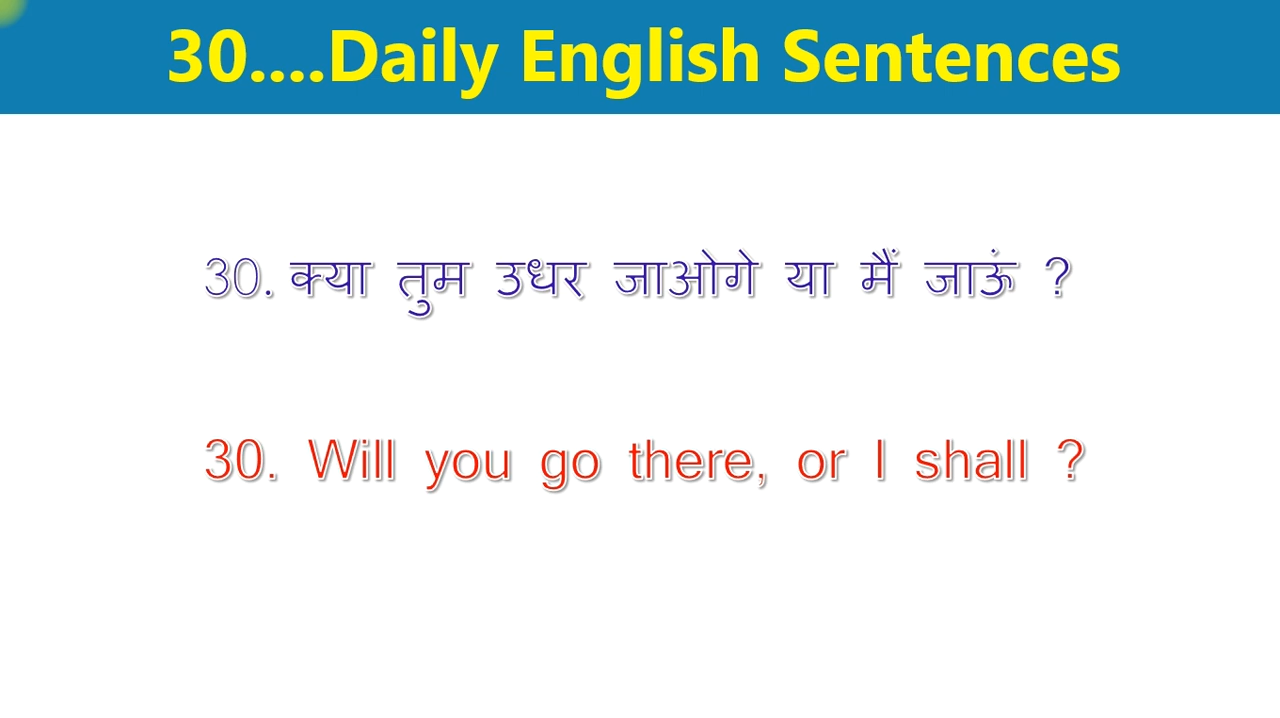 30....Daily English Sentences
30. क्या तुम उधर जाओगे या मैं जाऊं ?
30. Will you go there, or I shall ?